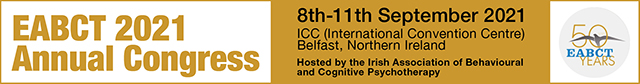 EABCT 2021
Annual Congress
8th-11th September 2021
ICC (International Convention Centre)
Belfast, Northern Ireland
Hosted by the Irish Association of Behavioural
and Cognitive Psychotherapy
50
EABCT
YEARS